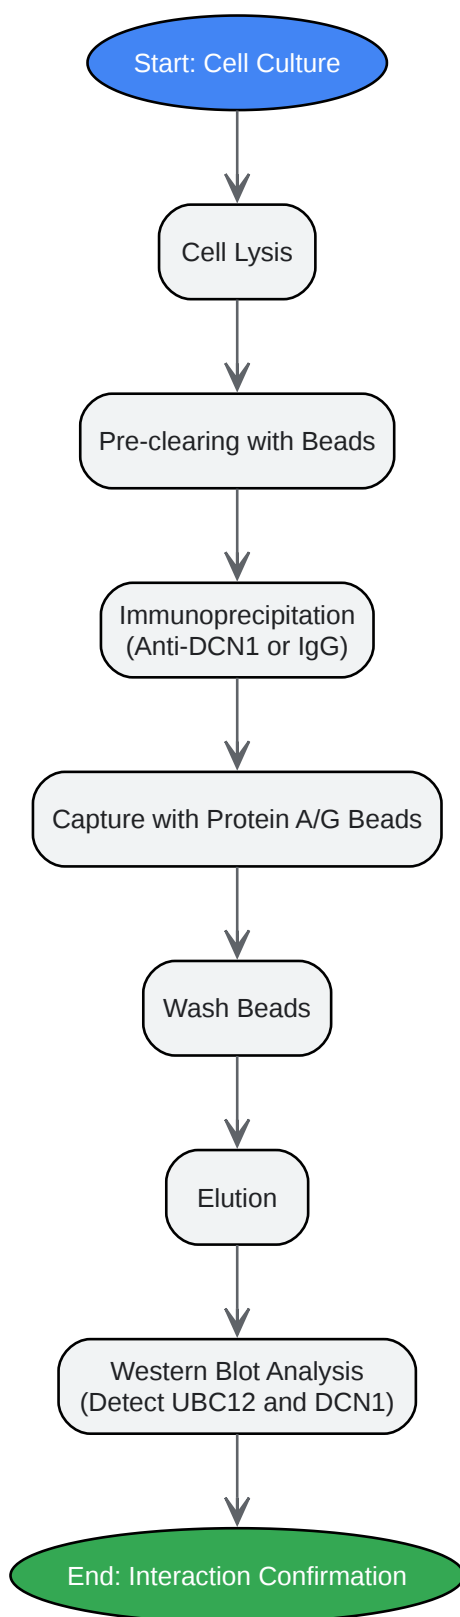 Start: Cell Culture
Cell Lysis
Pre-clearing with Beads
Immunoprecipitation
(Anti-DCN1 or IgG)
Capture with Protein A/G Beads
Wash Beads
Elution
Western Blot Analysis
(Detect UBC12 and DCN1)
End: Interaction Confirmation